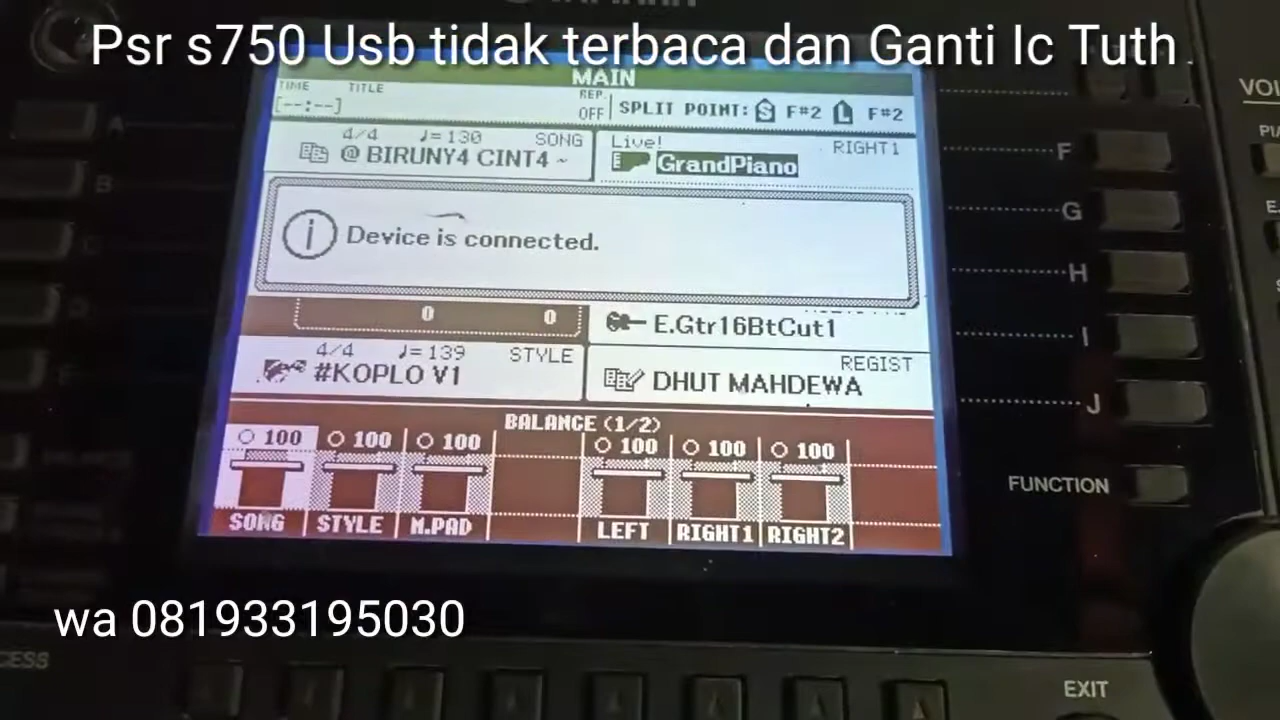 Psr s750 Usb tidak terbaca dan Ganti Ic Tuth
MAIN
TIME TITLE
[--:--]
REP.
OFF
SPLIT POINT: S F#2 L F#2
4/4 ♩=130 SONG
@ BIRUNY4 CINT4 ~
Live! RIGHT1
GrandPiano
Device is connected.
0 0
E.Gtr16BtCut1
4/4 ♩=139 STYLE
#KOPLO V1
REGIST
DHUT MAHDEWA
BALANCE (1/2)
100 100 100 100 100 100
SONG STYLE M.PAD LEFT RIGHT1 RIGHT2
A
B
F
G
H
I
J
FUNCTION
EXIT
wa 081933195030